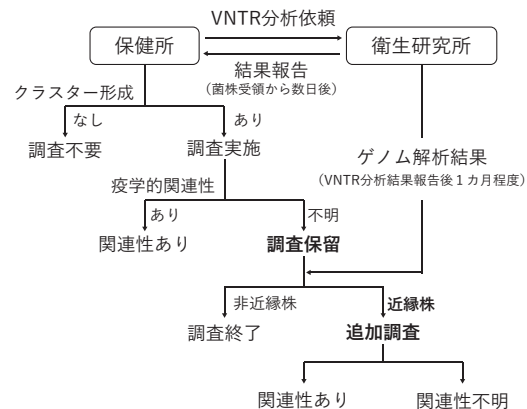 VNTR分析依頼
保健所
衛生研究所
結果報告
(菌株受領から数日後)
クラスター形成
なし
あり
調査不要
調査実施
ゲノム解析結果
(VNTR分析結果報告後１カ月程度)
疫学的関連性
あり
不明
関連性あり
調査保留
非近縁株
近縁株
調査終了
追加調査
関連性あり
関連性不明